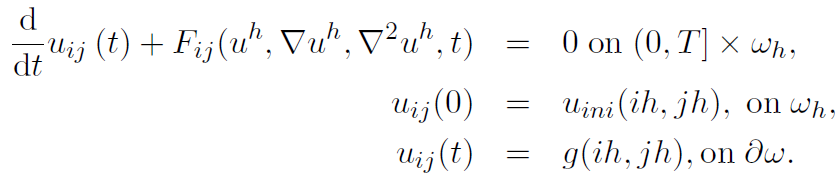 d/dt u_{ij} (t) + F_{ij}(u^h, ∇u^h, ∇²u^h, t) = 0 on (0, T] × ω_h,
u_{ij}(0) = u_{ini}(ih, jh), on ω_h,
u_{ij}(t) = g(ih, jh), on ∂ω.